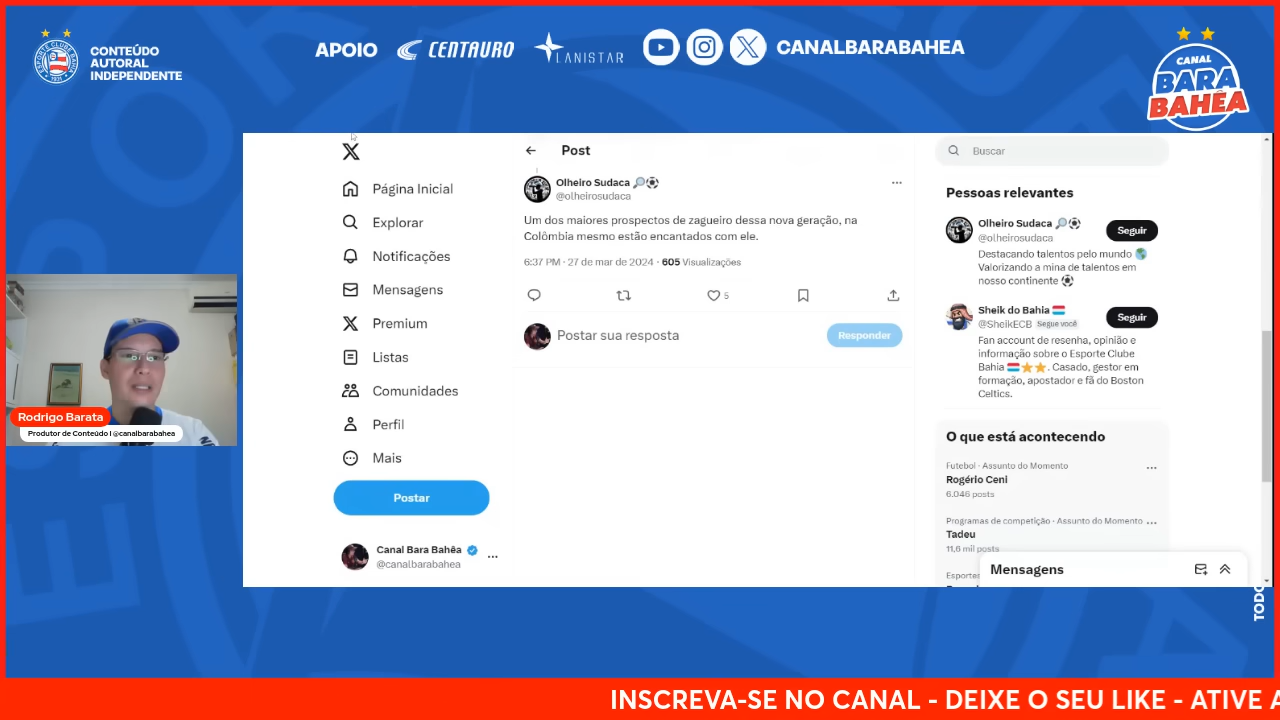 ESPORTE CLUBE BAHIA
1931
CONTEÚDO
AUTORAL
INDEPENDENTE
APOIO
CENTAURO
LANISTAR
CANALBARABAHEA
CANAL
BARA
BAHÊA
Página Inicial
Explorar
Notificações
Mensagens
Premium
Listas
Comunidades
Perfil
Mais
Postar
Canal Bara Bahêa
@canalbarabahea
Post
Olheiro Sudaca
@olheirosudaca
Um dos maiores prospectos de zagueiro dessa nova geração, na
Colômbia mesmo estão encantados com ele.
6:37 PM · 27 de mar de 2024 · 605 Visualizações
5
Postar sua resposta
Responder
Buscar
Pessoas relevantes
Olheiro Sudaca
@olheirosudaca
Seguir
Destacando talentos pelo mundo
Valorizando a mina de talentos em
nosso continente
Sheik do Bahia
@SheikECB Segue você
Seguir
Fan account de resenha, opinião e
informação sobre o Esporte Clube
Bahia. Casado, gestor em
formação, apostador e fã do Boston
Celtics.
O que está acontecendo
Futebol · Assunto do Momento
Rogério Ceni
6.046 posts
Programas de competição · Assunto do Momento
Tadeu
11,6 mil posts
Esportes
Mensagens
Rodrigo Barata
Produtor de Conteúdo | @canalbarabahea
TODO
INSCREVA-SE NO CANAL - DEIXE O SEU LIKE - ATIVE A